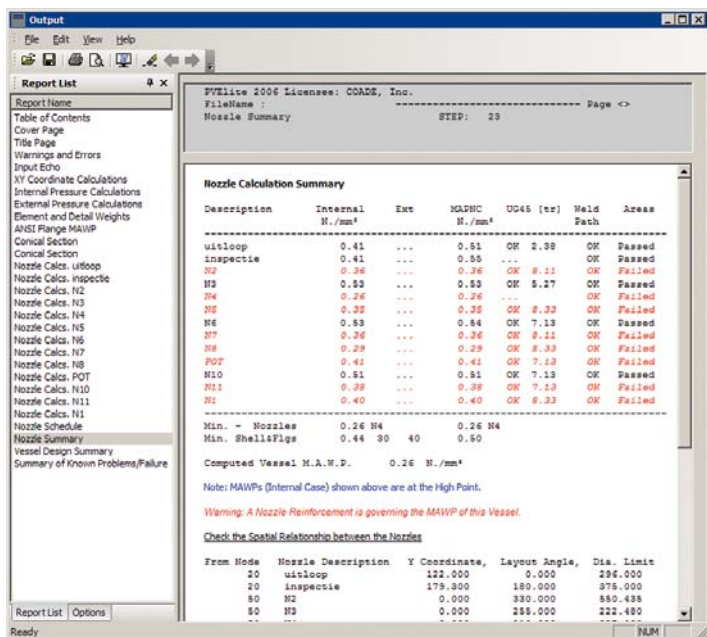 Output
File Edit View Help
Report List
Report Name
Table of Contents
Cover Page
Title Page
Warnings and Errors
Input Echo
XY Coordinate Calculations
Internal Pressure Calculations
External Pressure Calculations
Element and Detail Weights
ANSI Flange MAWP
Conical Section
Conical Section
Nozzle Calcs. uitloop
Nozzle Calcs. inspectie
Nozzle Calcs. N2
Nozzle Calcs. N3
Nozzle Calcs. N4
Nozzle Calcs. N5
Nozzle Calcs. N6
Nozzle Calcs. N7
Nozzle Calcs. N8
Nozzle Calcs. POT
Nozzle Calcs. N10
Nozzle Calcs. N11
Nozzle Calcs. N1
Nozzle Schedule
Nozzle Summary
Vessel Design Summary
Summary of Known Problems/Failure
Report List Options
Ready
PVElite 2006 Licensee: COADE, Inc.
FileName : ------------------------------ Page <>
Nozzle Summary STEP: 23
Nozzle Calculation Summary
Description Internal Ext MAPNC UG45 [tr] Weld Areas
N./mm² N./mm² Path
uitloop 0.41 ... 0.51 OK 2.38 OK Passed
inspectie 0.41 ... 0.55 ... OK Passed
N2 0.36 ... 0.36 OK 8.11 OK Failed
N3 0.53 ... 0.53 OK 5.27 OK Passed
N4 0.26 ... 0.26 ... OK Failed
N5 0.35 ... 0.35 OK 8.33 OK Failed
N6 0.53 ... 0.54 OK 7.13 OK Passed
N7 0.36 ... 0.36 OK 8.11 OK Failed
N8 0.29 ... 0.29 OK 8.33 OK Failed
POT 0.41 ... 0.41 OK 7.13 OK Failed
N10 0.51 ... 0.51 OK 7.13 OK Passed
N11 0.38 ... 0.38 OK 7.13 OK Failed
N1 0.40 ... 0.40 OK 8.33 OK Failed
Min. - Nozzles 0.26 N4 0.26 N4
Min. Shell&Flgs 0.44 30 40 0.50
Computed Vessel M.A.W.P. 0.26 N./mm²
Note: MAWPs (Internal Case) shown above are at the High Point.
Warning: A Nozzle Reinforcement is governing the MAWP of this Vessel.
Check the Spatial Relationship between the Nozzles
From Node Nozzle Description Y Coordinate, Layout Angle, Dia. Limit
20 uitloop 122.000 0.000 296.000
20 inspectie 179.300 180.000 375.000
50 N2 0.000 330.000 550.435
50 N3 0.000 255.000 222.480
NUM